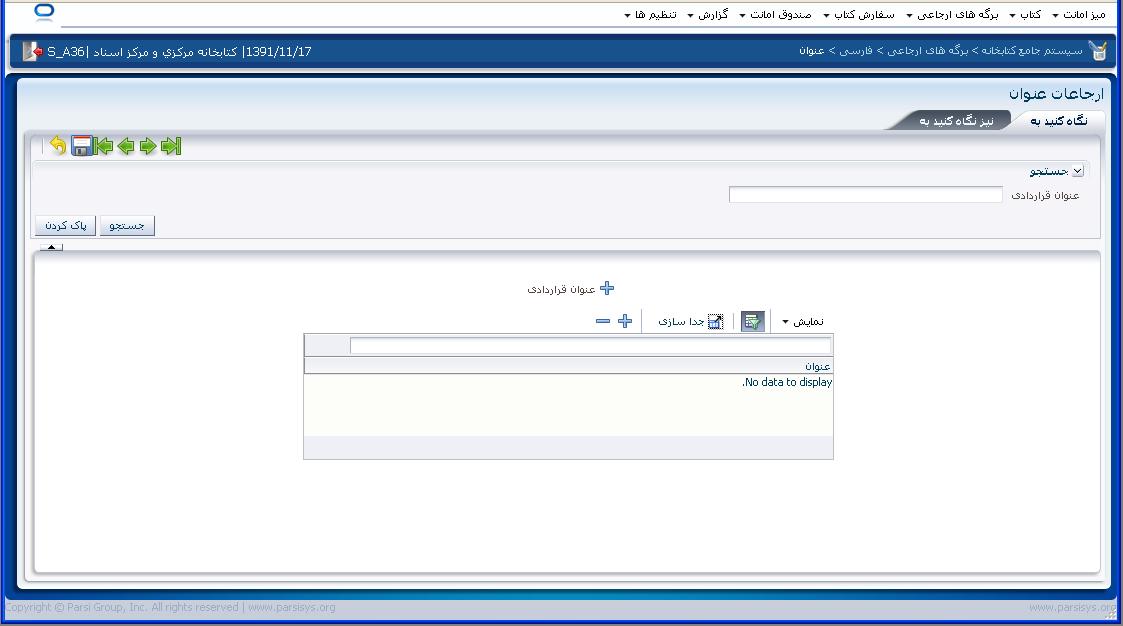 میز امانت کتاب برگه های ارجاعی سفارش کتاب صندوق امانت گزارش تنظیم ها
سیستم جامع کتابخانه > برگه های ارجاعی > فارسی > عنوان
1391/11/17| کتابخانه مرکزي و مرکز اسناد |S_A36
ارجاعات عنوان
نگاه کنید به نیز نگاه کنید به
جستجو
عنوان قراردادی
جستجو پاک کردن
عنوان قراردادی
نمایش جدا سازی
عنوان
No data to display.
Copyright © Parsi Group, Inc. All rights reserved | www.parsisys.org
www.parsisys.org